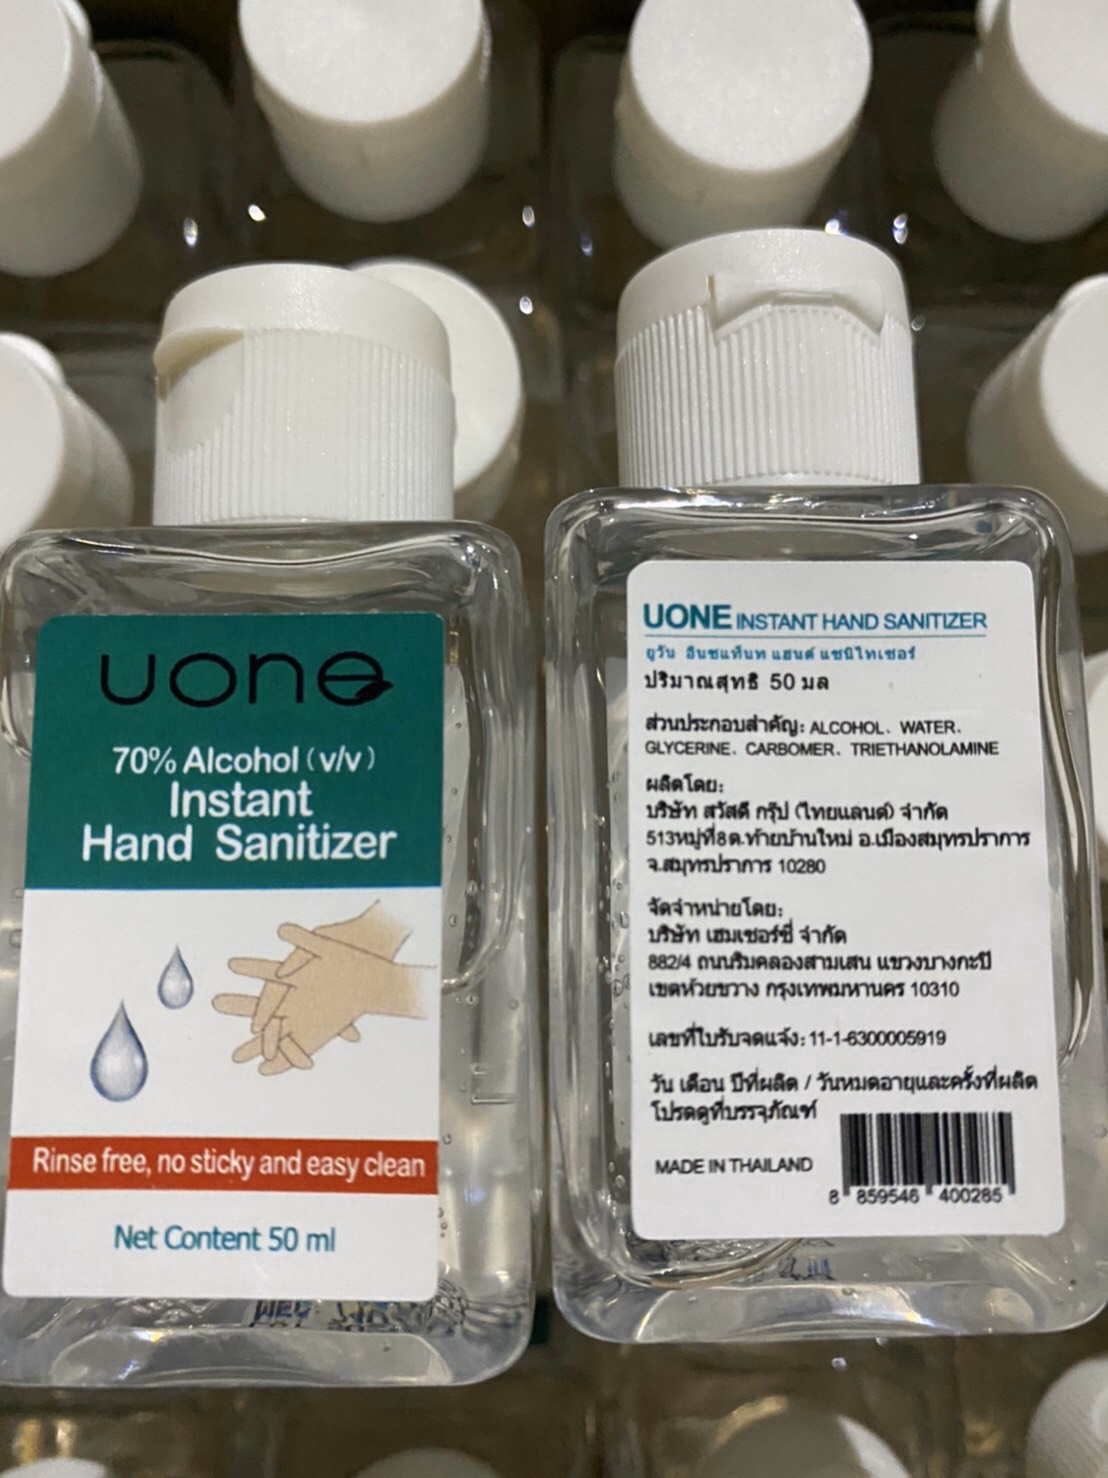 uone
70% Alcohol (v/v)
Instant
Hand Sanitizer
Rinse free, no sticky and easy clean
Net Content 50 ml
UONE INSTANT HAND SANITIZER
ยูวัน อินซแท็นท แฮนด์ แซนิไทเซอร์
ปริมาณสุทธิ 50 มล
ส่วนประกอบสำคัญ: ALCOHOL、WATER、
GLYCERINE、CARBOMER、TRIETHANOLAMINE
ผลิตโดย:
บริษัท สวัสดี กรุ๊ป (ไทยแลนด์) จำกัด
513หมู่ที่8ต.ท้ายบ้านใหม่ อ.เมืองสมุทรปราการ
จ.สมุทรปราการ 10280
จัดจำหน่ายโดย:
บริษัท เฮมเซอร์ซี่ จำกัด
882/4 ถนนริมคลองสามเสน แขวงบางกะปิ
เขตห้วยขวาง กรุงเทพมหานคร 10310
เลขที่ใบรับจดแจ้ง: 11-1-6300005919
วัน เดือน ปีที่ผลิต / วันหมดอายุและครั้งที่ผลิต
โปรดดูที่บรรจุภัณฑ์
MADE IN THAILAND
8 859546 400285